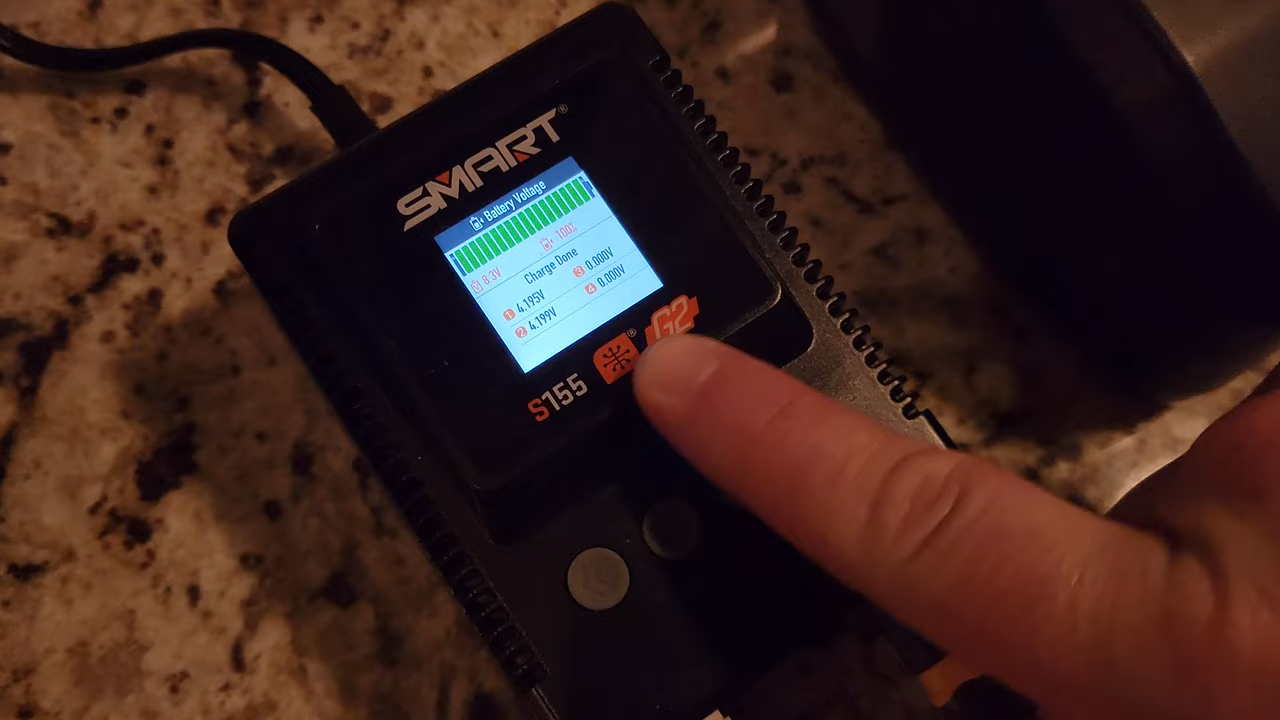 SMART®
Battery Voltage
8.3V 100%
Charge Done
1 4.195V 3 0.000V
2 4.199V 4 0.000V
S155 ® G2